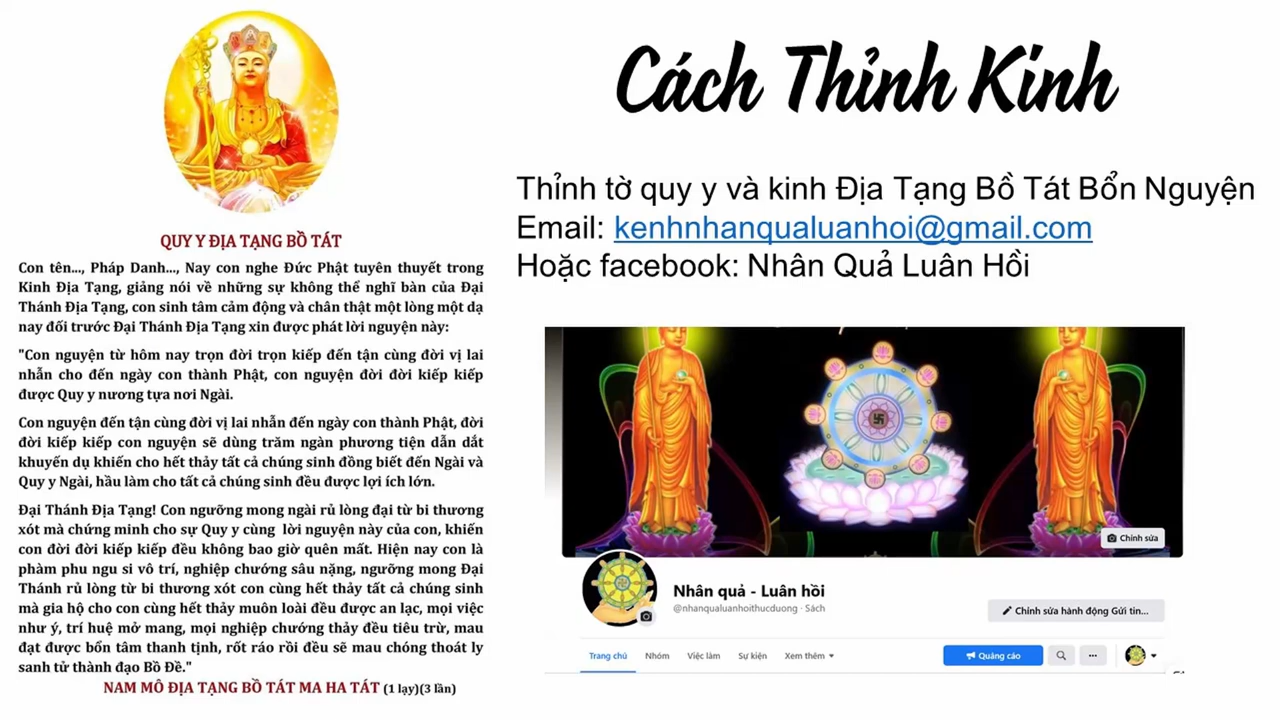 QUY Y ĐỊA TẠNG BỒ TÁT
Con tên..., Pháp Danh..., Nay con nghe Đức Phật tuyên thuyết trong
Kinh Địa Tạng, giảng nói về những sự không thể nghĩ bàn của Đại
Thánh Địa Tạng, con sinh tâm cảm động và chân thật một lòng một dạ
nay đối trước Đại Thánh Địa Tạng xin được phát lời nguyện này:
"Con nguyện từ hôm nay trọn đời trọn kiếp đến tận cùng đời vị lai
nhẫn cho đến ngày con thành Phật, con nguyện đời đời kiếp kiếp
được Quy y nương tựa nơi Ngài.
Con nguyện đến tận cùng đời vị lai nhẫn đến ngày con thành Phật, đời
đời kiếp kiếp con nguyện sẽ dùng trăm ngàn phương tiện dẫn dắt
khuyến dụ khiến cho hết thảy tất cả chúng sinh đồng biết đến Ngài và
Quy y Ngài, hầu làm cho tất cả chúng sinh đều được lợi ích lớn.
Đại Thánh Địa Tạng! Con ngưỡng mong ngài rủ lòng đại từ bi thương
xót mà chứng minh cho sự Quy y cùng lời nguyện này của con, khiến
con đời đời kiếp kiếp đều không bao giờ quên mất. Hiện nay con là
phàm phu ngu si vô trí, nghiệp chướng sâu nặng, ngưỡng mong Đại
Thánh rủ lòng từ bi thương xót con cùng hết thảy tất cả chúng sinh
mà gia hộ cho con cùng hết thảy muôn loài đều được an lạc, mọi việc
như ý, trí huệ mở mang, mọi nghiệp chướng thảy đều tiêu trừ, mau
đạt được bổn tâm thanh tịnh, rốt ráo rồi đều sẽ mau chóng thoát ly
sanh tử thành đạo Bồ Đề."
NAM MÔ ĐỊA TẠNG BỒ TÁT MA HA TÁT (1 lạy)(3 lần)
Cách Thỉnh Kinh
Thỉnh tờ quy y và kinh Địa Tạng Bồ Tát Bổn Nguyện
Email: kenhnhanqualuanhoi@gmail.com
Hoặc facebook: Nhân Quả Luân Hồi
Chỉnh sửa
Nhân quả - Luân hồi
@nhanqualuanhoithucduong · Sách
Chỉnh sửa hành động Gửi tin...
Trang chủ Nhóm Việc làm Sự kiện Xem thêm Quảng cáo